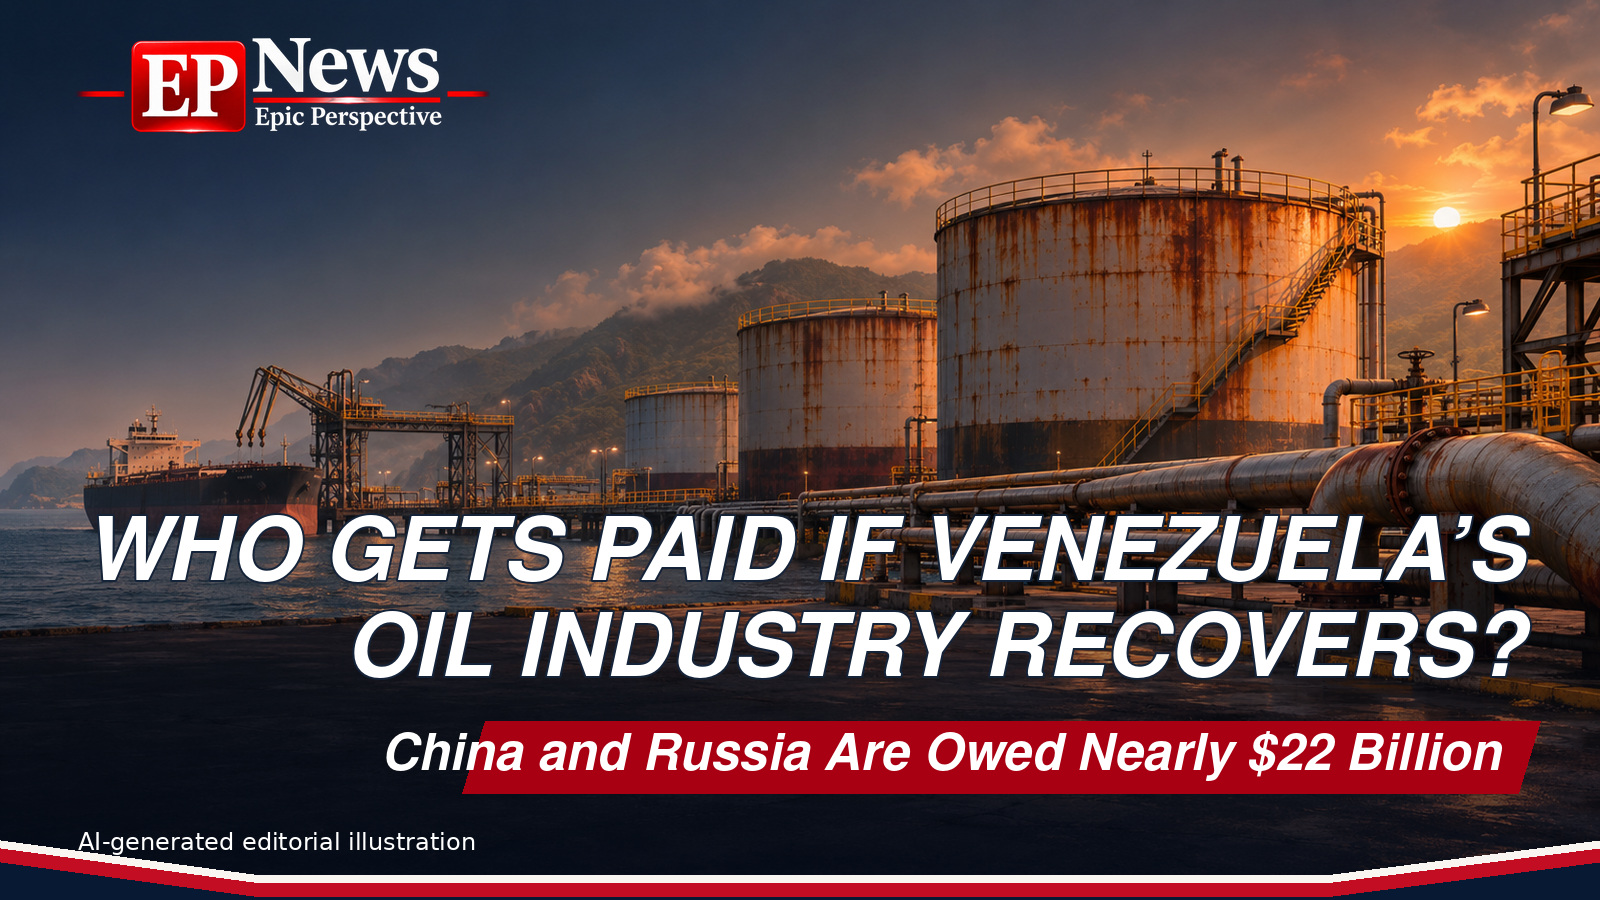 EP News
Epic Perspective
WHO GETS PAID IF VENEZUELA’S
OIL INDUSTRY RECOVERS?
China and Russia Are Owed Nearly $22 Billion
AI-generated editorial illustration